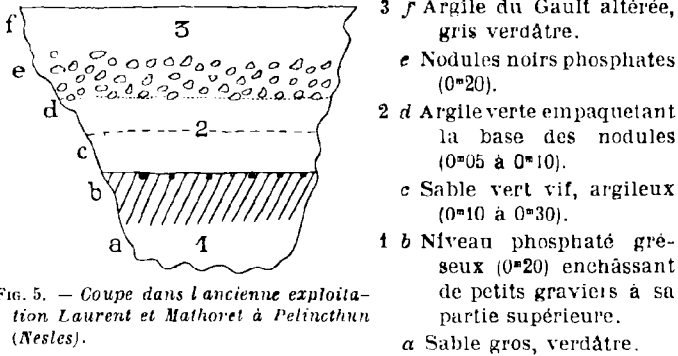 f
3
e
d
2
c
b
a
1
FIG. 5. — Coupe dans l ancienne exploita-
tion Laurent et Mathoret à Pelincthun
(Nesles).
3 f Argile du Gault altérée,
gris verdâtre.
e Nodules noirs phosphates
(0m20).
2 d Argile verte empaquetant
la base des nodules
(0m05 à 0m10).
c Sable vert vif, argileux
(0m10 à 0m30).
1 b Niveau phosphaté gré-
seux (0m20) enchâssant
de petits graviers à sa
partie supérieure.
a Sable gros, verdâtre.